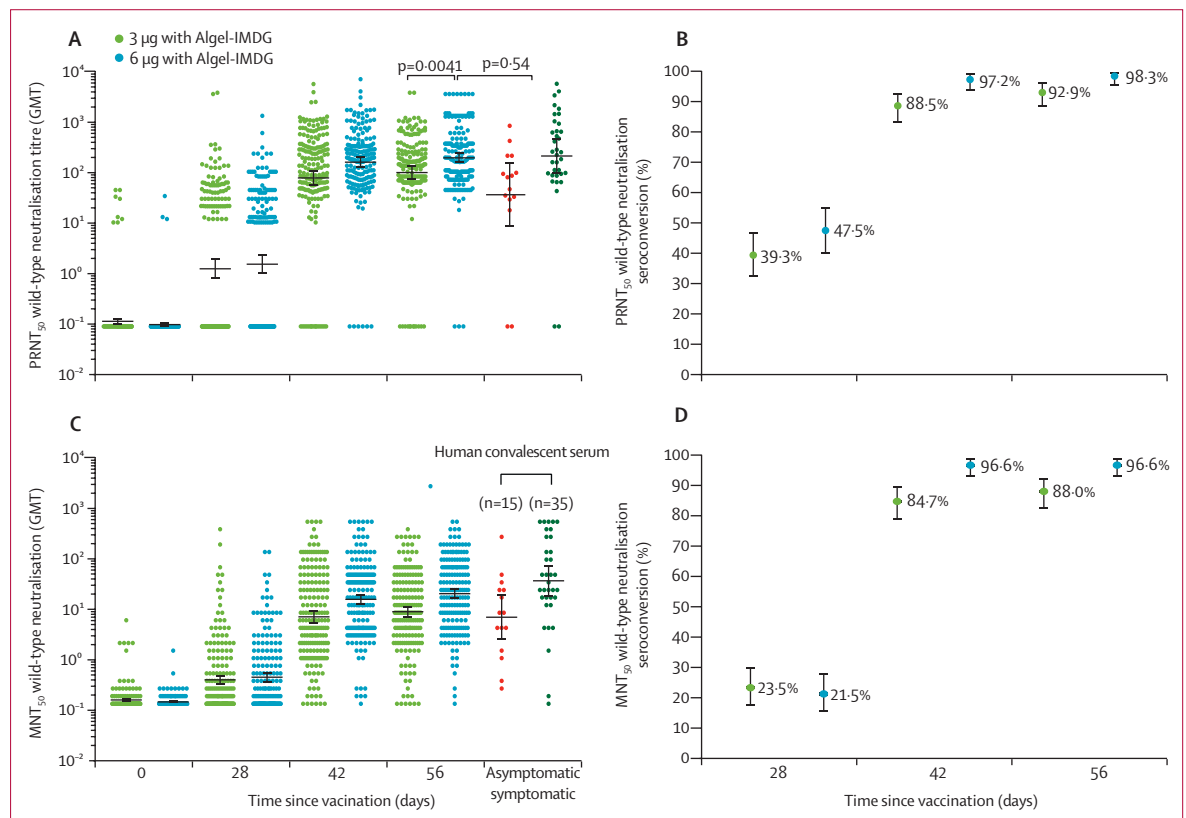 A
3 µg with Algel-IMDG
6 µg with Algel-IMDG
p=0·0041
p=0·54
PRNT₅₀ wild-type neutralisation titre (GMT)
10⁴
10³
10²
10¹
10⁰
10⁻¹
10⁻²
B
PRNT₅₀ wild-type neutralisation
seroconversion (%)
100
90
80
70
60
50
40
30
20
10
0
39·3%
47·5%
88·5%
97·2%
92·9%
98·3%
C
Human convalescent serum
(n=15) (n=35)
MNT₅₀ wild-type neutralisation (GMT)
10⁴
10³
10²
10¹
10⁰
10⁻¹
10⁻²
0 28 42 56 Asymptomatic
symptomatic
Time since vacination (days)
D
MNT₅₀ wild-type neutralisation
seroconversion (%)
100
90
80
70
60
50
40
30
20
10
0
23·5%
21·5%
84·7%
96·6%
88·0%
96·6%
28 42 56
Time since vaccination (days)